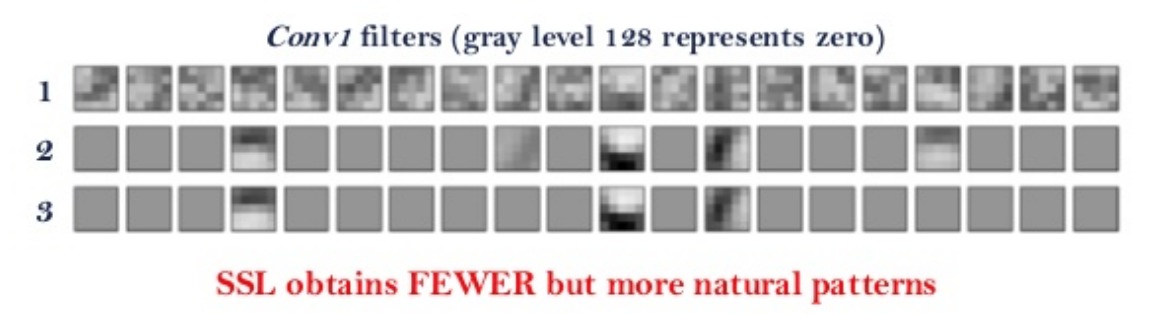 Conv1 filters (gray level 128 represents zero)
1
2
3
SSL obtains FEWER but more natural patterns